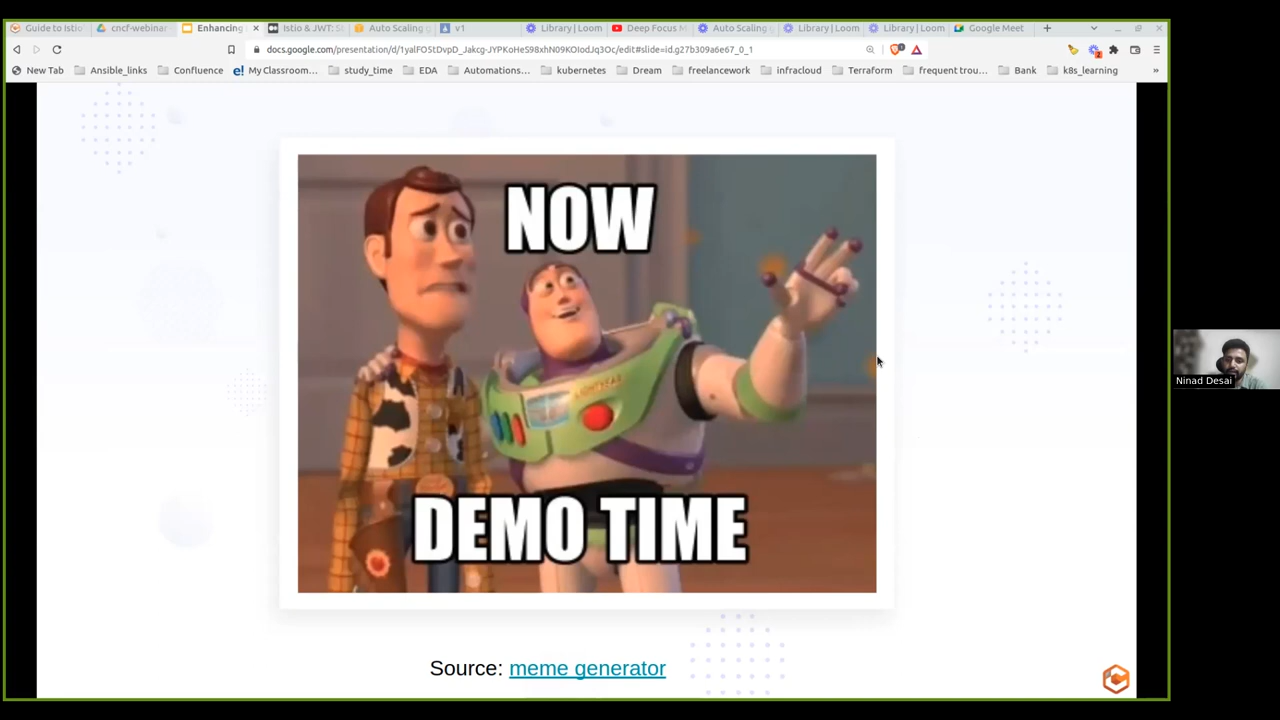 Guide to Istio
cncf-webinar
Enhancing
Istio & JWT: S
Auto Scaling
v1
Library | Loom
Deep Focus M
Auto Scaling
Library | Loom
Library | Loom
Google Meet
docs.google.com/presentation/d/1yalFOStDvpD_Jakcg-JYPKoHeS98xhN09KOIodJq3Oc/edit#slide=id.g27b309a6e67_0_1
New Tab
Ansible_links
Confluence
My Classroom...
study_time
EDA
Automations...
kubernetes
Dream
freelancework
infracloud
Terraform
frequent trou...
Bank
k8s_learning
»
NOW
LIGHTYEAR
DEMO TIME
Ninad Desai
Source: meme generator